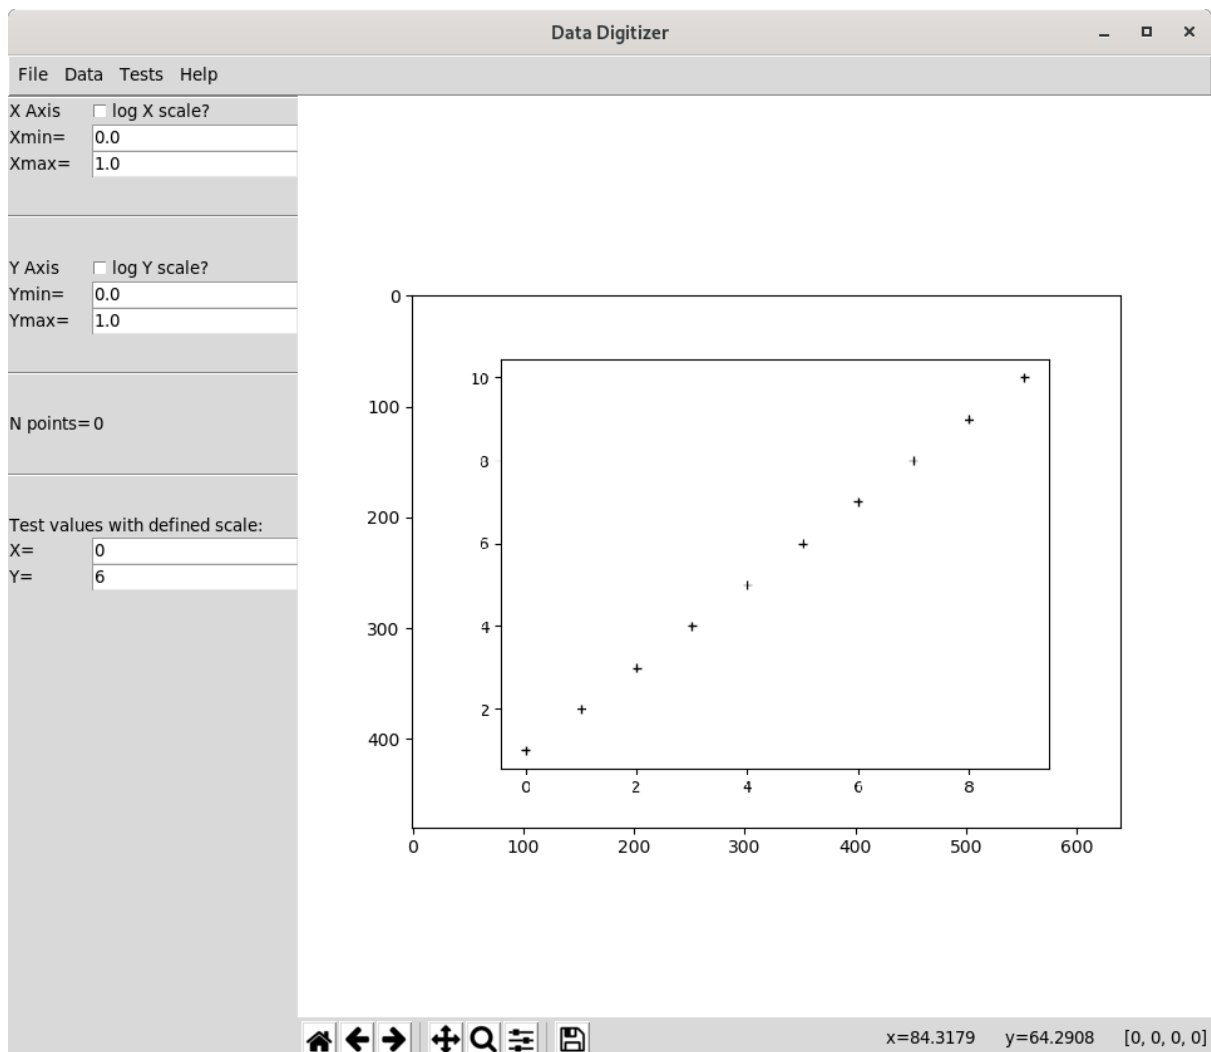 Data Digitizer
File Data Tests Help
X Axis log X scale?
Xmin= 0.0
Xmax= 1.0
Y Axis log Y scale?
Ymin= 0.0
Ymax= 1.0
N points= 0
Test values with defined scale:
X= 0
Y= 6
0
100
200
300
400
10
8
6
4
2
0 2 4 6 8
0 100 200 300 400 500 600
x=84.3179 y=64.2908 [0, 0, 0, 0]